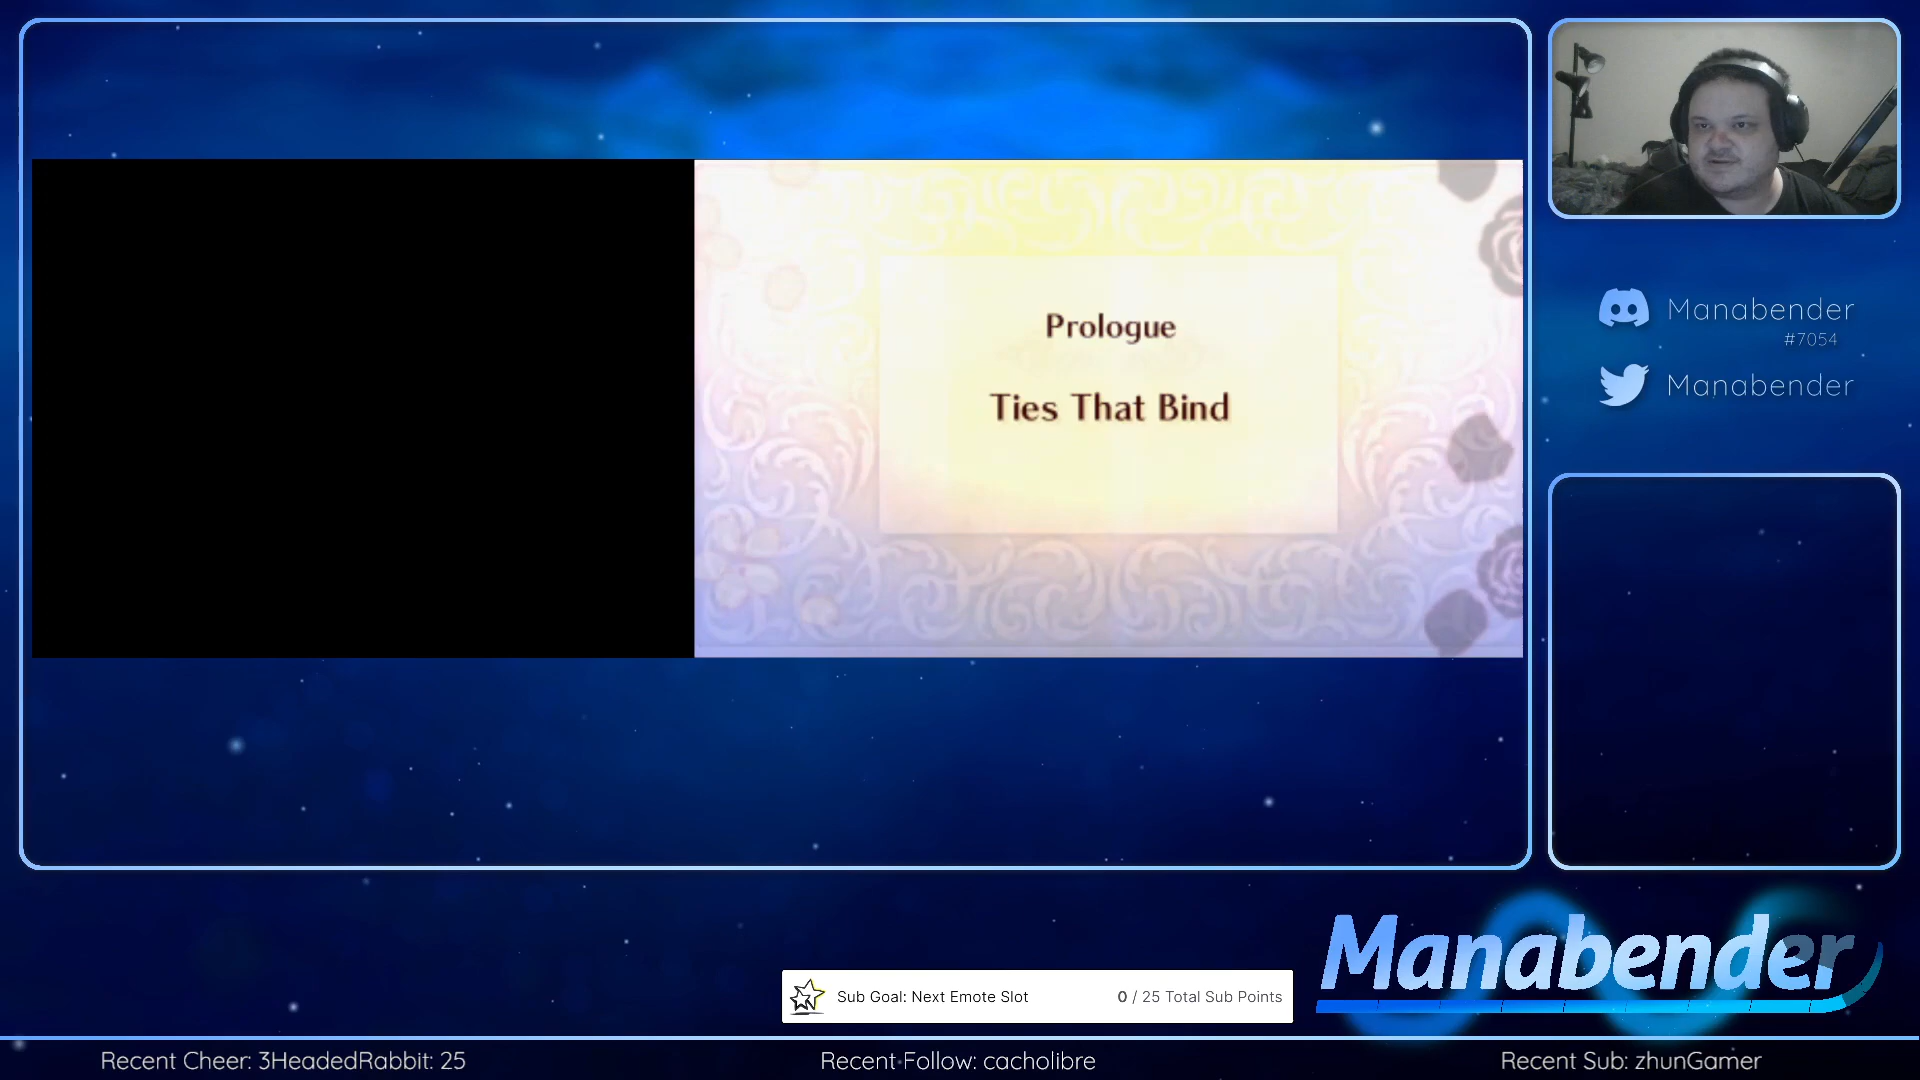 Prologue
Ties That Bind
Manabender
#7054
Manabender
Manabender
Sub Goal: Next Emote Slot 0 / 25 Total Sub Points
Recent Cheer: 3HeadedRabbit: 25 Recent Follow: cacholibre Recent Sub: zhunGamer